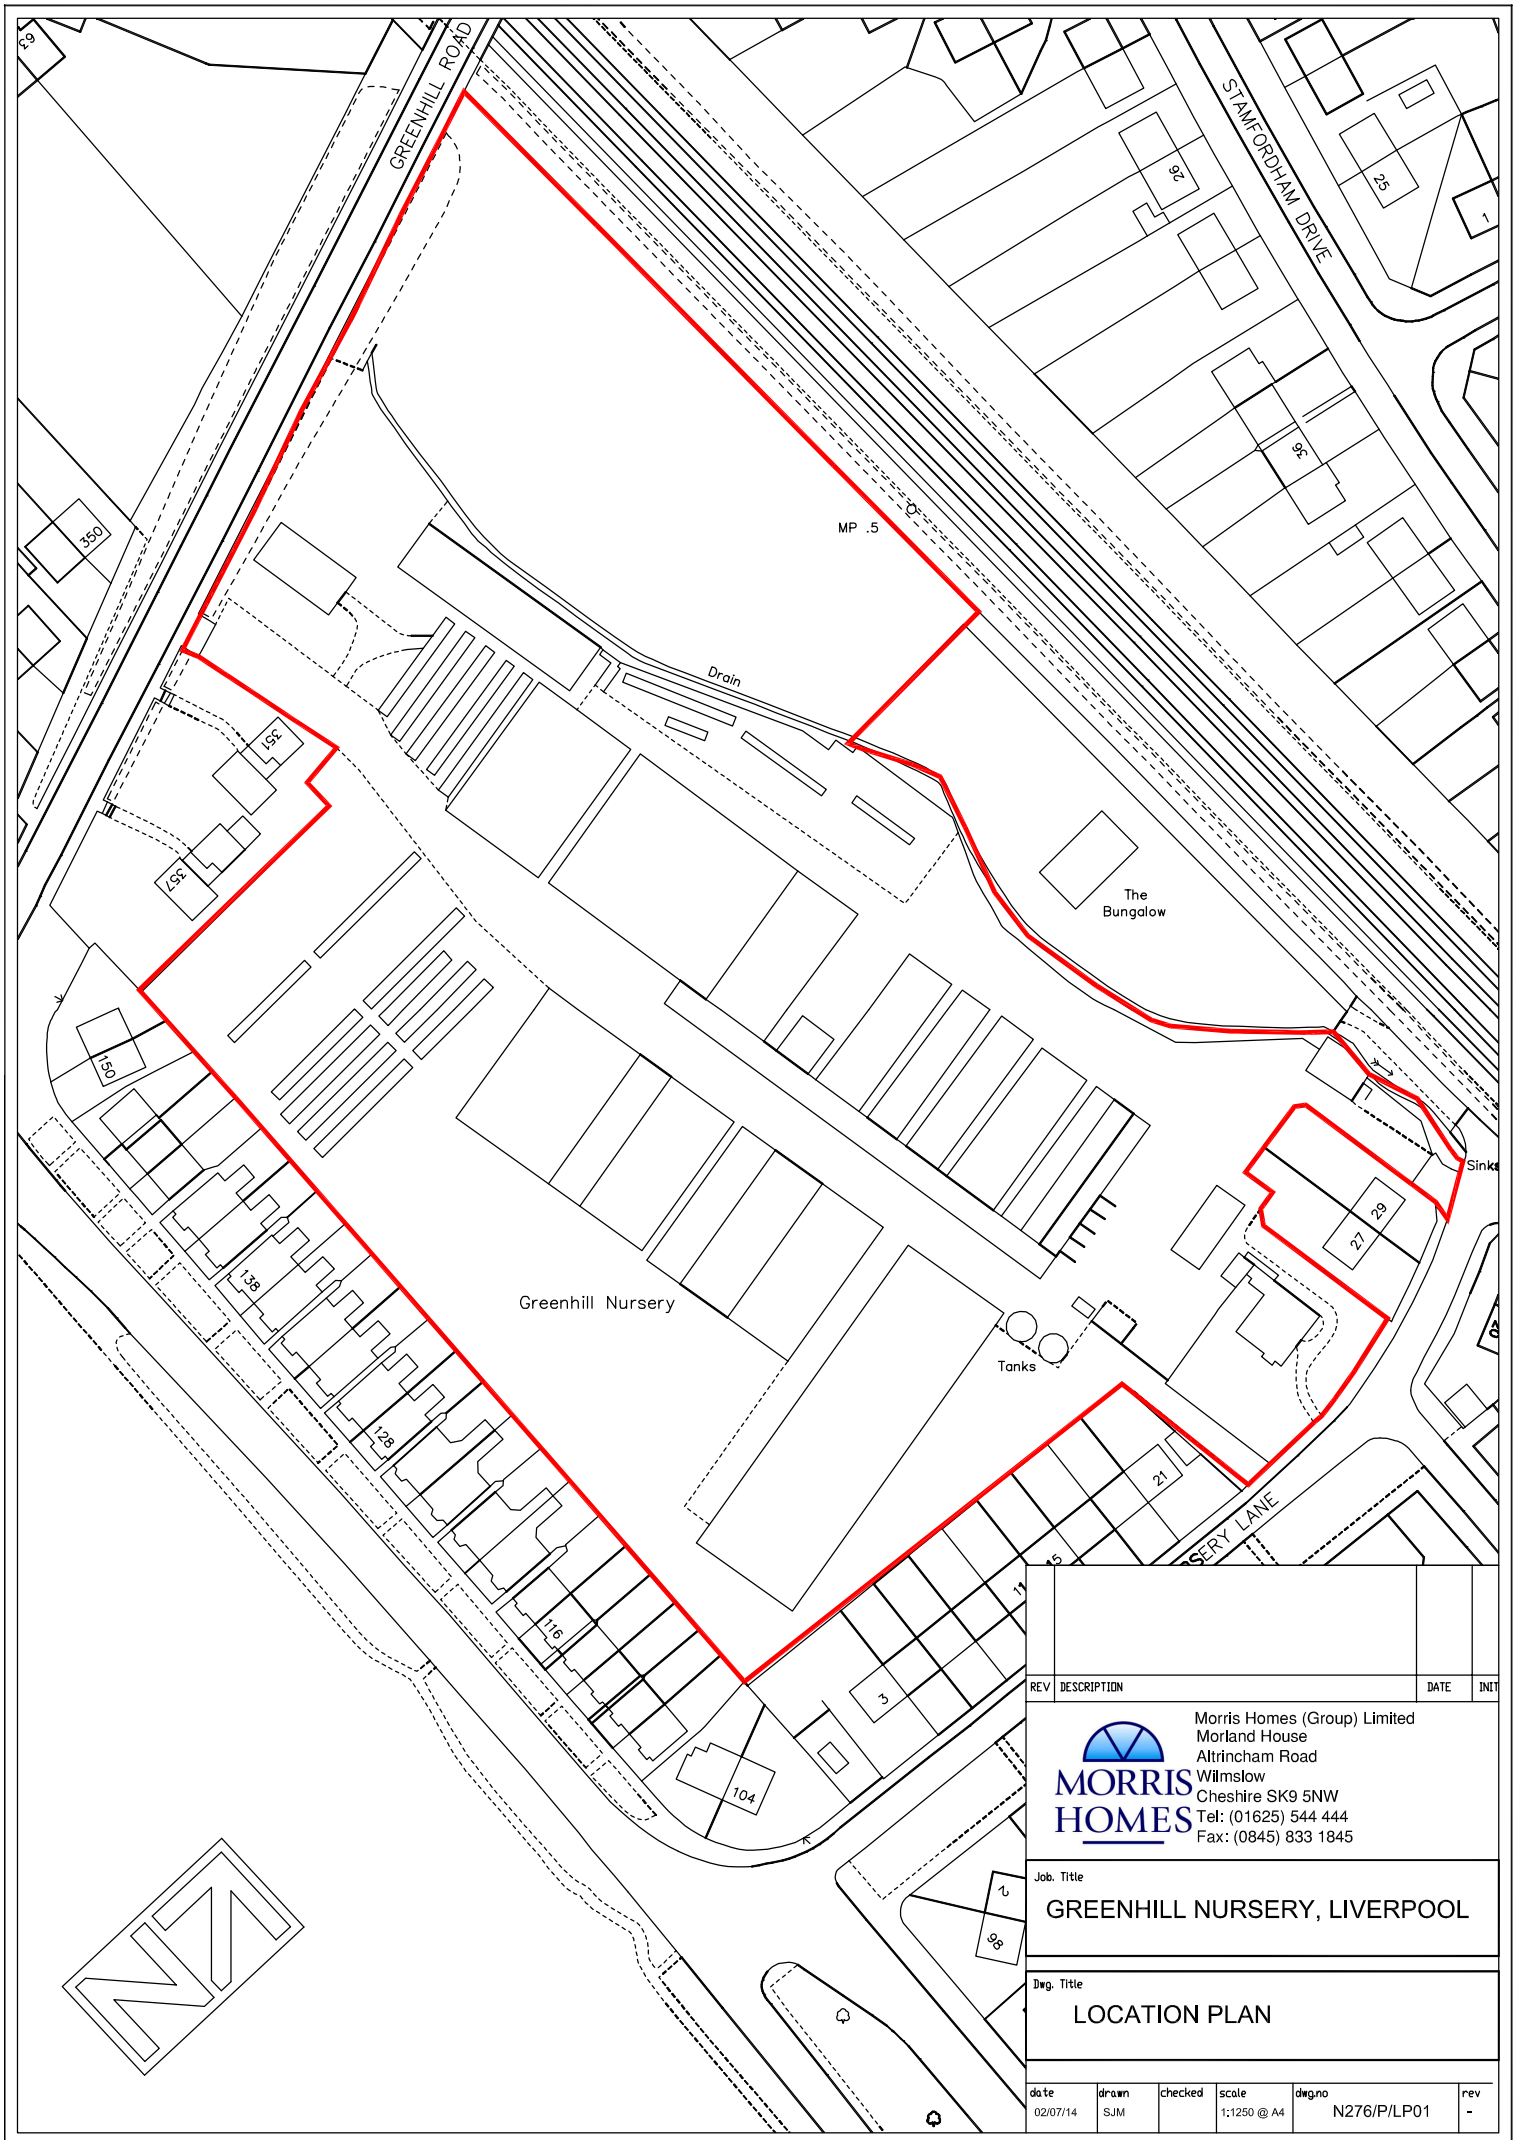 63
GREENHILL ROAD
STAMFORDHAM DRIVE
26
25
1
36
350
MP .5
Drain
351
357
The
Bungalow
150
Sinks
29
27
138
Greenhill Nursery
Tanks
128
21
15
11
SERY LANE
116
3
104
2
98
REV DESCRIPTION DATE INIT
MORRIS
HOMES
Morris Homes (Group) Limited
Morland House
Altrincham Road
Wilmslow
Cheshire SK9 5NW
Tel: (01625) 544 444
Fax: (0845) 833 1845
Job. Title
GREENHILL NURSERY, LIVERPOOL
Dwg. Title
LOCATION PLAN
date drawn checked scale dwg.no rev
02/07/14 SJM 1:1250 @ A4 N276/P/LP01 -
N